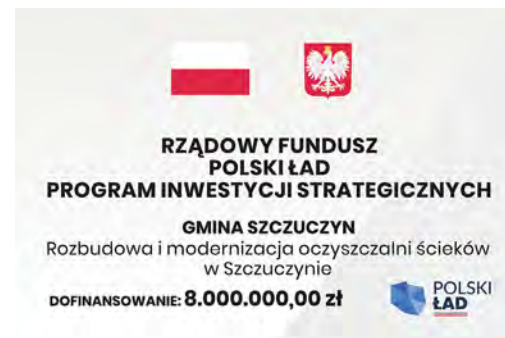 RZĄDOWY FUNDUSZ
POLSKI ŁAD
PROGRAM INWESTYCJI STRATEGICZNYCH
GMINA SZCZUCZYN
Rozbudowa i modernizacja oczyszczalni ścieków
w Szczuczynie
DOFINANSOWANIE: 8.000.000,00 zł
POLSKI
ŁAD